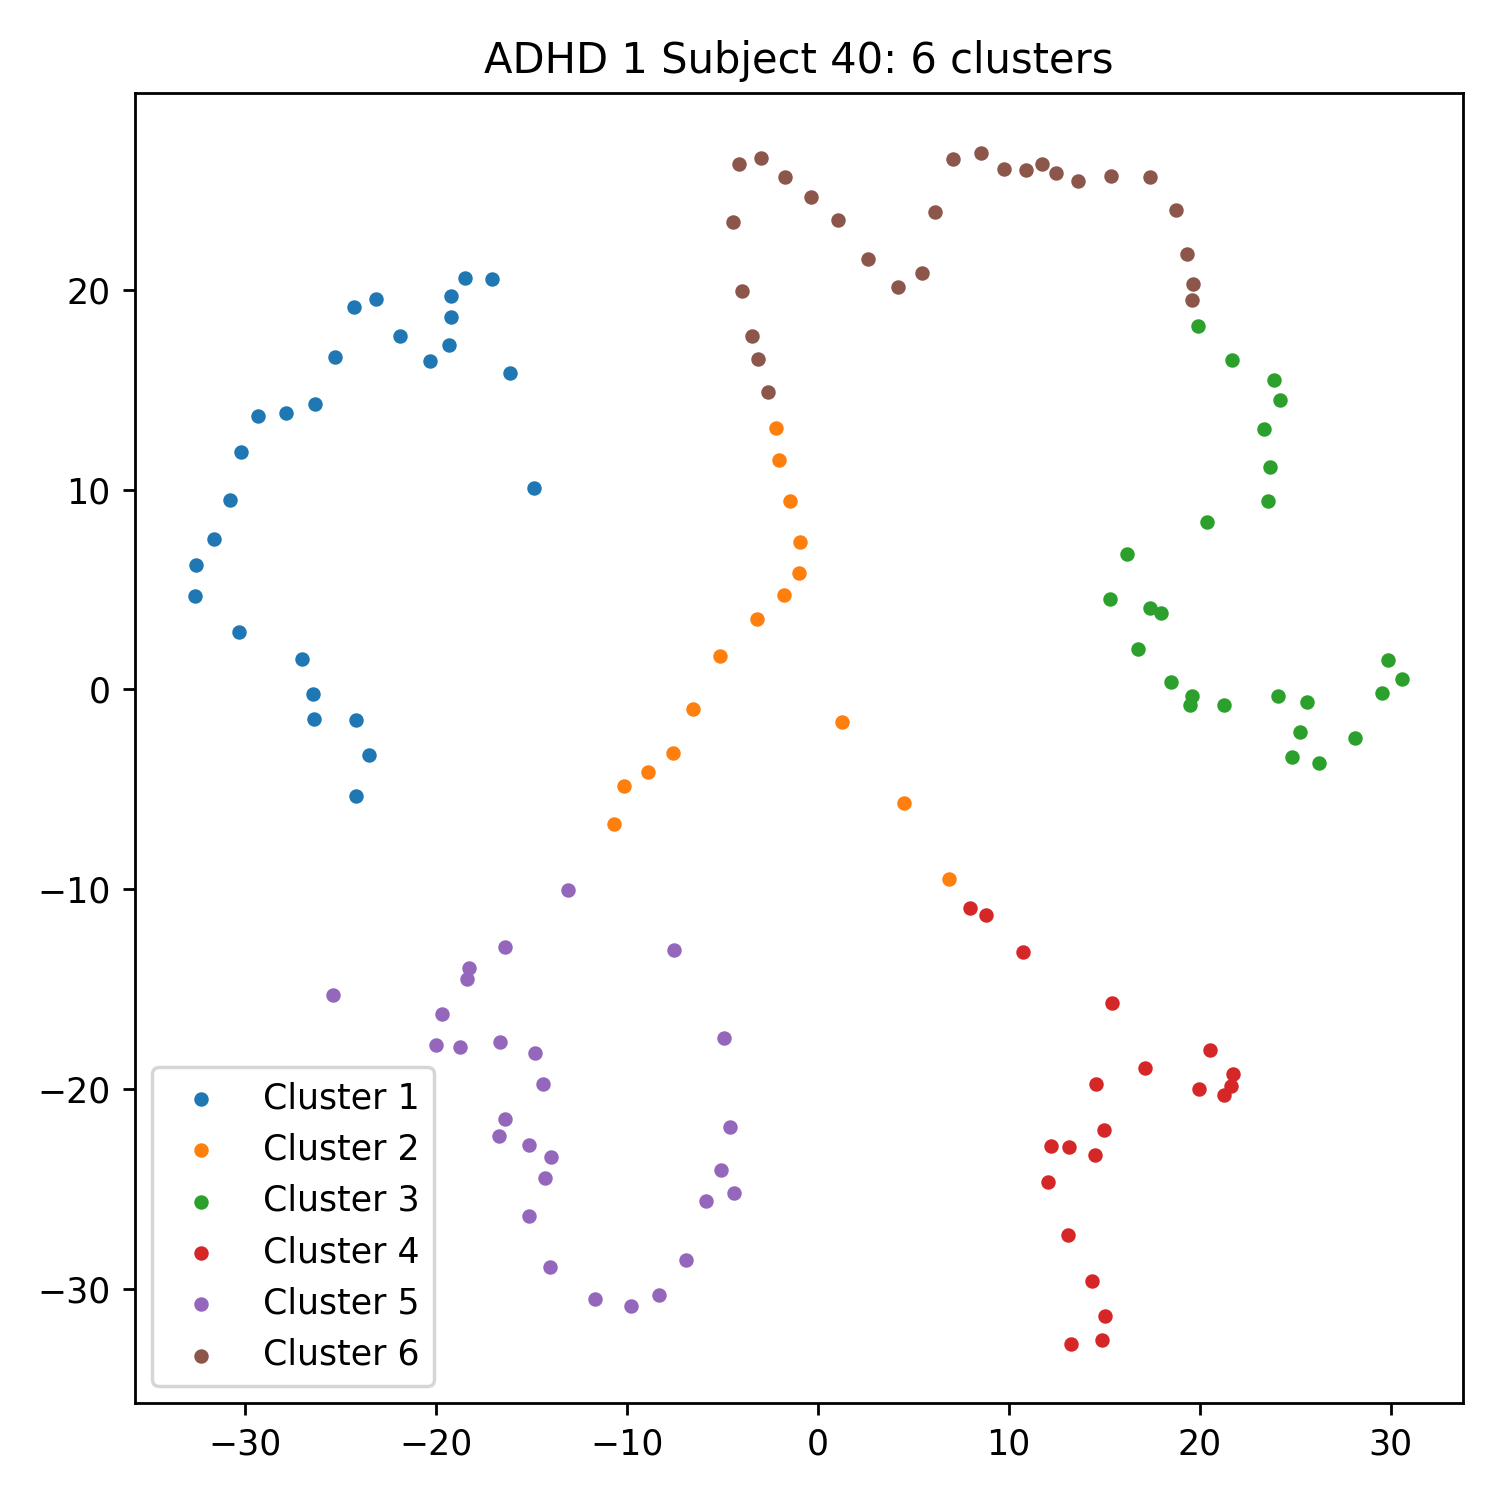 ADHD 1 Subject 40: 6 clusters
20
10
0
−10
−20
−30
Cluster 1
Cluster 2
Cluster 3
Cluster 4
Cluster 5
Cluster 6
−30 −20 −10 0 10 20 30